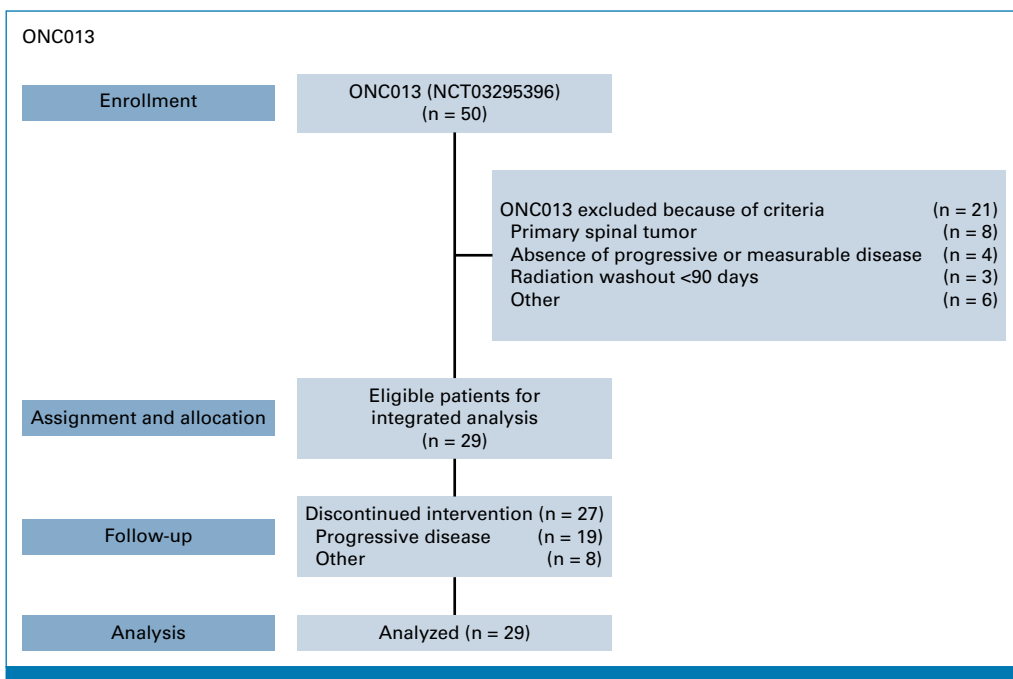 ONC013
Enrollment
ONC013 (NCT03295396)
(n = 50)
ONC013 excluded because of criteria (n = 21)
Primary spinal tumor (n = 8)
Absence of progressive or measurable disease (n = 4)
Radiation washout <90 days (n = 3)
Other (n = 6)
Assignment and allocation
Eligible patients for
integrated analysis
(n = 29)
Follow-up
Discontinued intervention (n = 27)
Progressive disease (n = 19)
Other (n = 8)
Analysis
Analyzed (n = 29)